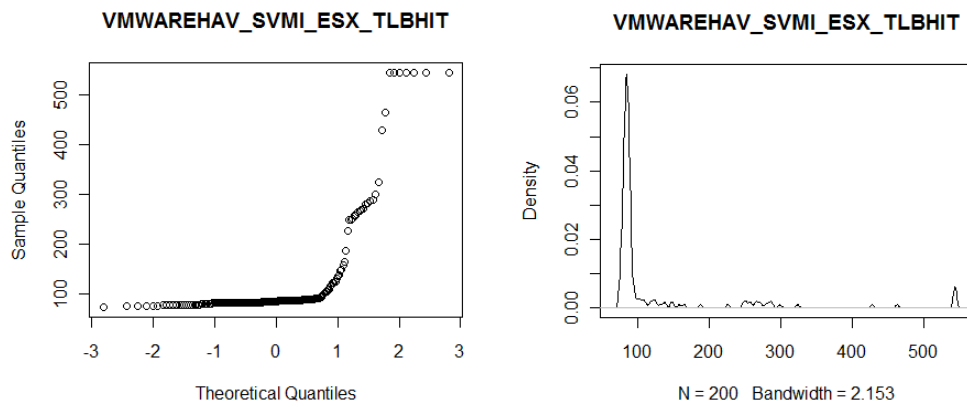 VMWAREHAV_SVMI_ESX_TLBHIT
Sample Quantiles
100 200 300 400 500
-3 -2 -1 0 1 2 3
Theoretical Quantiles
VMWAREHAV_SVMI_ESX_TLBHIT
Density
0.00 0.02 0.04 0.06
100 200 300 400 500
N = 200 Bandwidth = 2.153